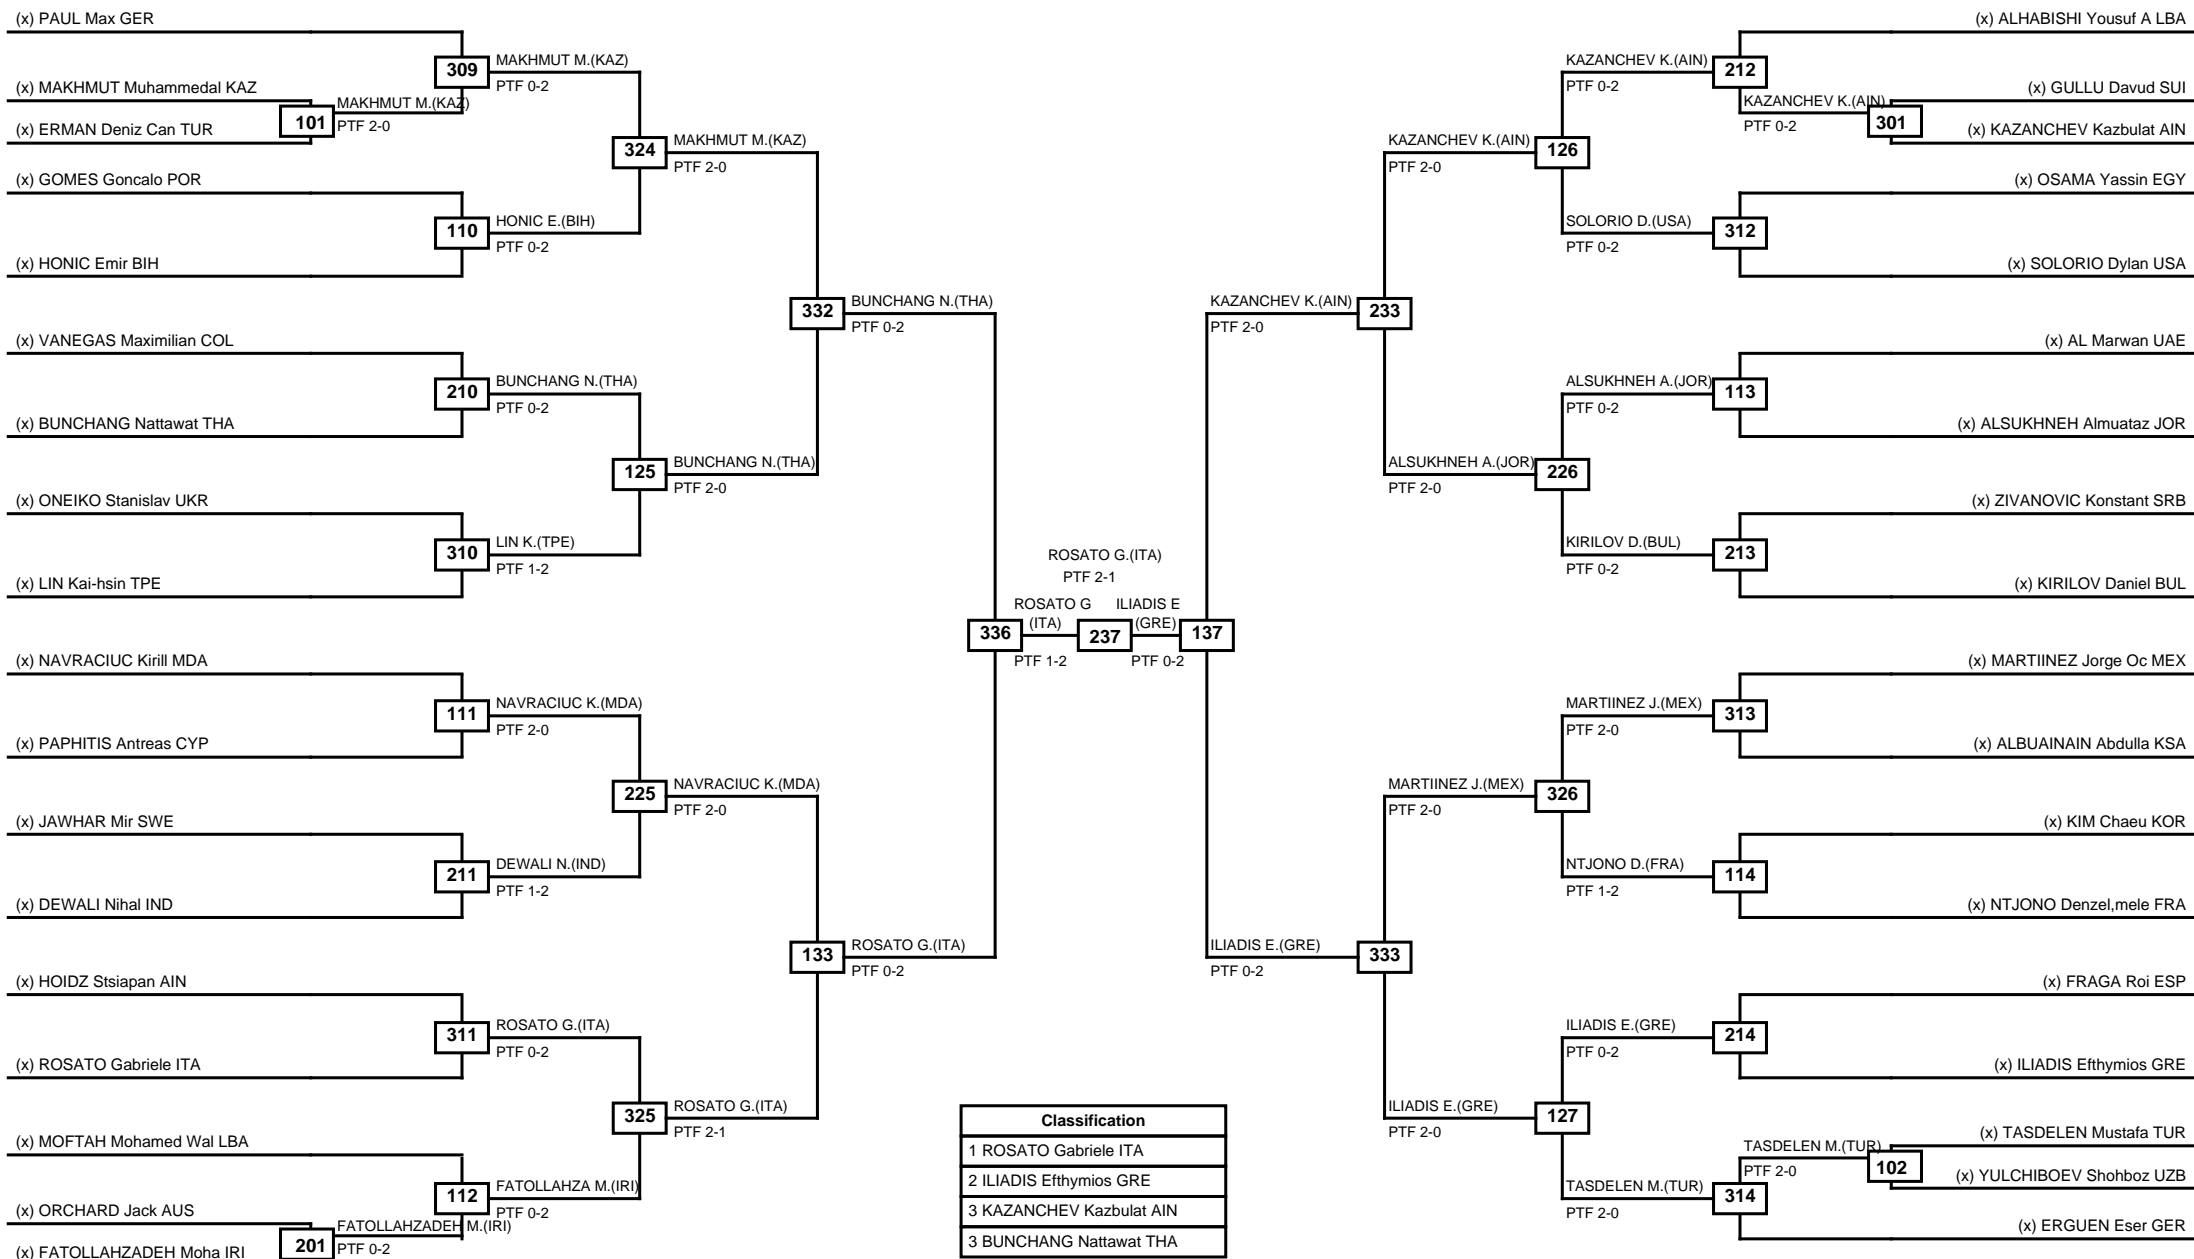 (x) PAUL Max GER
309
MAKHMUT M.(KAZ)
PTF 0-2
(x) MAKHMUT Muhammedal KAZ
101
MAKHMUT M.(KAZ)
PTF 2-0
(x) ERMAN Deniz Can TUR
324
MAKHMUT M.(KAZ)
PTF 2-0
(x) GOMES Goncalo POR
110
HONIC E.(BIH)
PTF 0-2
(x) HONIC Emir BIH
332
BUNCHANG N.(THA)
PTF 0-2
(x) VANEGAS Maximilian COL
210
BUNCHANG N.(THA)
PTF 0-2
(x) BUNCHANG Nattawat THA
125
BUNCHANG N.(THA)
PTF 2-0
(x) ONEIKO Stanislav UKR
310
LIN K.(TPE)
PTF 1-2
(x) LIN Kai-hsin TPE
336
ROSATO G
(ITA)
PTF 1-2
(x) NAVRACIUC Kirill MDA
111
NAVRACIUC K.(MDA)
PTF 2-0
(x) PAPHITIS Antreas CYP
225
NAVRACIUC K.(MDA)
PTF 2-0
(x) JAWHAR Mir SWE
211
DEWALI N.(IND)
PTF 1-2
(x) DEWALI Nihal IND
133
ROSATO G.(ITA)
PTF 0-2
(x) HOIDZ Stsiapan AIN
311
ROSATO G.(ITA)
PTF 0-2
(x) ROSATO Gabriele ITA
325
ROSATO G.(ITA)
PTF 2-1
(x) MOFTAH Mohamed Wal LBA
112
FATOLLAHZA M.(IRI)
PTF 0-2
(x) ORCHARD Jack AUS
201
FATOLLAHZADEH M.(IRI)
PTF 0-2
(x) FATOLLAHZADEH Moha IRI
ROSATO G.(ITA)
PTF 2-1
237
ILIADIS E
(GRE)
PTF 0-2
137
(x) ALHABISHI Yousuf A LBA
KAZANCHEV K.(AIN)
PTF 0-2
212
(x) GULLU Davud SUI
KAZANCHEV K.(AIN)
PTF 0-2
301
(x) KAZANCHEV Kazbulat AIN
KAZANCHEV K.(AIN)
PTF 2-0
126
(x) OSAMA Yassin EGY
SOLORIO D.(USA)
PTF 0-2
312
(x) SOLORIO Dylan USA
KAZANCHEV K.(AIN)
PTF 2-0
233
(x) AL Marwan UAE
ALSUKHNEH A.(JOR)
PTF 0-2
113
(x) ALSUKHNEH Almuataz JOR
ALSUKHNEH A.(JOR)
PTF 2-0
226
(x) ZIVANOVIC Konstant SRB
KIRILOV D.(BUL)
PTF 0-2
213
(x) KIRILOV Daniel BUL
(x) MARTIINEZ Jorge Oc MEX
MARTIINEZ J.(MEX)
PTF 2-0
313
(x) ALBUAINAIN Abdulla KSA
MARTIINEZ J.(MEX)
PTF 2-0
326
(x) KIM Chaeu KOR
NTJONO D.(FRA)
PTF 1-2
114
(x) NTJONO Denzel,mele FRA
ILIADIS E.(GRE)
PTF 0-2
333
(x) FRAGA Roi ESP
ILIADIS E.(GRE)
PTF 0-2
214
(x) ILIADIS Efthymios GRE
ILIADIS E.(GRE)
PTF 2-0
127
(x) TASDELEN Mustafa TUR
TASDELEN M.(TUR)
PTF 2-0
102
(x) YULCHIBOEV Shohboz UZB
TASDELEN M.(TUR)
PTF 2-0
314
(x) ERGUEN Eser GER
Classification
1 ROSATO Gabriele ITA
2 ILIADIS Efthymios GRE
3 KAZANCHEV Kazbulat AIN
3 BUNCHANG Nattawat THA